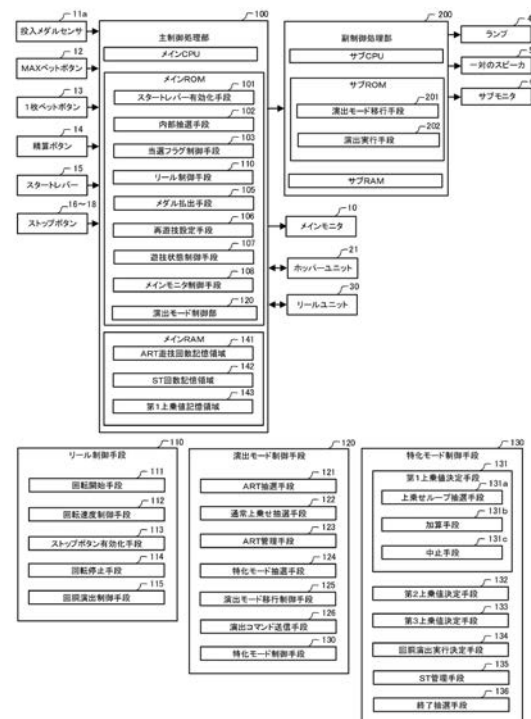 11a
投入メダルセンサ
12
MAXベットボタン
13
1枚ベットボタン
14
精算ボタン
15
スタートレバー
16～18
ストップボタン
100
主制御処理部
メインCPU
メインROM
101
スタートレバー有効化手段
102
内部抽選手段
103
当選フラグ制御手段
110
リール制御手段
105
メダル払出手段
106
再遊技設定手段
107
遊技状態制御手段
108
メインモニタ制御手段
120
演出モード制御部
メインRAM
141
ART遊技回数記憶領域
142
ST回数記憶領域
143
第1上乗値記憶領域
200
副制御処理部
サブCPU
サブROM
201
演出モード移行手段
202
演出実行手段
サブRAM
ランプ
一対のスピーカ
サブモニタ
10
メインモニタ
21
ホッパーユニット
30
リールユニット
110
リール制御手段
111
回転開始手段
112
回転速度制御手段
113
ストップボタン有効化手段
114
回転停止手段
115
回胴演出制御手段
120
演出モード制御手段
121
ART抽選手段
122
通常上乗せ抽選手段
123
ART管理手段
124
特化モード抽選手段
125
演出モード移行制御手段
126
演出コマンド送信手段
130
特化モード制御手段
130
特化モード制御手段
131
第1上乗値決定手段
131a
上乗せループ抽選手段
131b
加算手段
131c
中止手段
132
第2上乗値決定手段
133
第3上乗値決定手段
134
回胴演出実行決定手段
135
ST管理手段
136
終了抽選手段